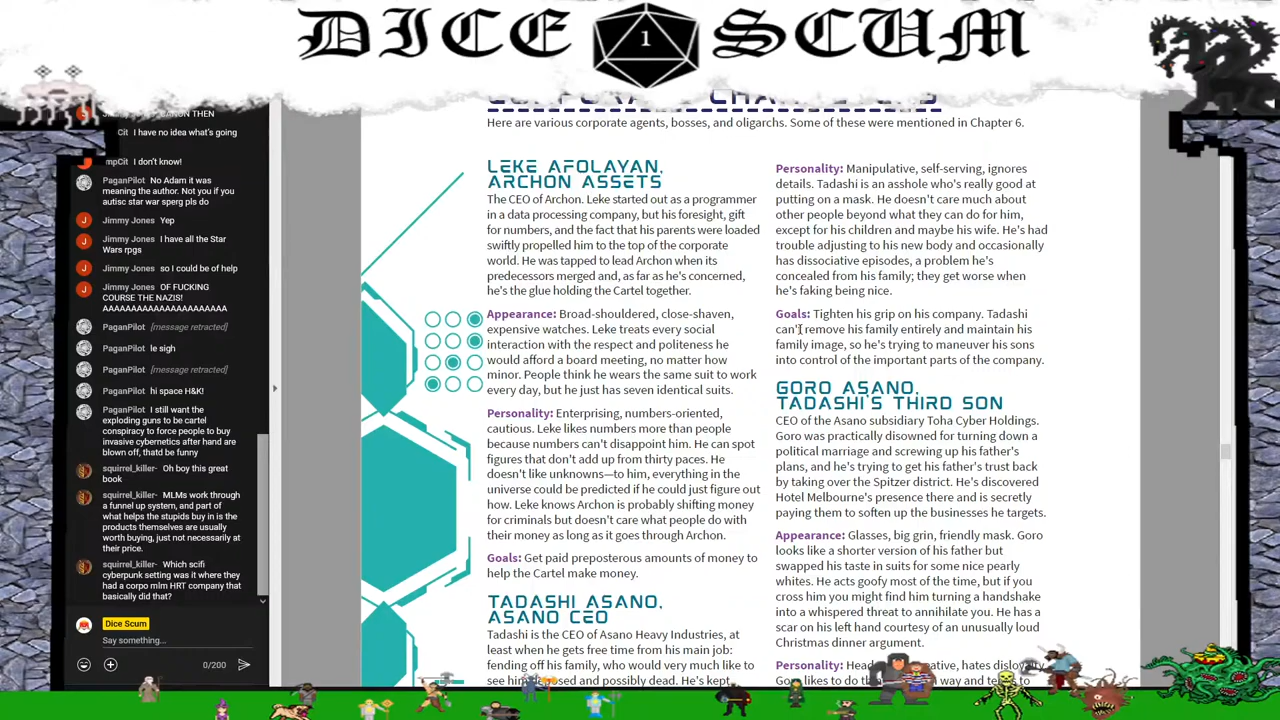 DICE SCUM
1
ANON THEN
mpCit I have no idea what's going
mpCit I don't know!
PaganPilot No Adam it was
meaning the author. Not you if you
autisc star war sperg pls do
J Jimmy Jones Yep
J Jimmy Jones I have all the Star
Wars rpgs
J Jimmy Jones so I could be of help
J Jimmy Jones OF FUCKING
COURSE THE NAZIS!
AAAAAAAAAAAAAAAAAAAAAAA
PaganPilot [message retracted]
PaganPilot le sigh
PaganPilot [message retracted]
PaganPilot hi space H&K!
PaganPilot I still want the
exploding guns to be cartel
conspiracy to force people to buy
invasive cybernetics after hand are
blown off, thatd be funny
squirrel_killer- Oh boy this great
book
squirrel_killer- MLMs work through
a funnel up system, and part of
what helps the stupids buy in is the
products themselves are usually
worth buying, just not necessarily at
their price.
squirrel_killer- Which scifi
cyberpunk setting was it where they
had a corpo mlm HRT company that
basically did that?
Dice Scum
Say something...
0/200
Here are various corporate agents, bosses, and oligarchs. Some of these were mentioned in Chapter 6.
LEKE AFOLAYAN,
ARCHON ASSETS
The CEO of Archon. Leke started out as a programmer
in a data processing company, but his foresight, gift
for numbers, and the fact that his parents were loaded
swiftly propelled him to the top of the corporate
world. He was tapped to lead Archon when its
predecessors merged and, as far as he's concerned,
he's the glue holding the Cartel together.
Appearance: Broad-shouldered, close-shaven,
expensive watches. Leke treats every social
interaction with the respect and politeness he
would afford a board meeting, no matter how
minor. People think he wears the same suit to work
every day, but he just has seven identical suits.
Personality: Enterprising, numbers-oriented,
cautious. Leke likes numbers more than people
because numbers can't disappoint him. He can spot
figures that don't add up from thirty paces. He
doesn't like unknowns—to him, everything in the
universe could be predicted if he could just figure out
how. Leke knows Archon is probably shifting money
for criminals but doesn't care what people do with
their money as long as it goes through Archon.
Goals: Get paid preposterous amounts of money to
help the Cartel make money.
TADASHI ASANO,
ASANO CEO
Tadashi is the CEO of Asano Heavy Industries, at
least when he gets free time from his main job:
fending off his family, who would very much like to
see him deposed and possibly dead. He's kept
Personality: Manipulative, self-serving, ignores
details. Tadashi is an asshole who's really good at
putting on a mask. He doesn't care much about
other people beyond what they can do for him,
except for his children and maybe his wife. He's had
trouble adjusting to his new body and occasionally
has dissociative episodes, a problem he's
concealed from his family; they get worse when
he's faking being nice.
Goals: Tighten his grip on his company. Tadashi
can't remove his family entirely and maintain his
family image, so he's trying to maneuver his sons
into control of the important parts of the company.
GORO ASANO,
TADASHI'S THIRD SON
CEO of the Asano subsidiary Toha Cyber Holdings.
Goro was practically disowned for turning down a
political marriage and screwing up his father's
plans, and he's trying to get his father's trust back
by taking over the Spitzer district. He's discovered
Hotel Melbourne's presence there and is secretly
paying them to soften up the businesses he targets.
Appearance: Glasses, big grin, friendly mask. Goro
looks like a shorter version of his father but
swapped his taste in suits for some nice pearly
whites. He acts goofy most of the time, but if you
cross him you might find him turning a handshake
into a whispered threat to annihilate you. He has a
scar on his left hand courtesy of an unusually loud
Christmas dinner argument.
Personality: hates
likes to do way and to